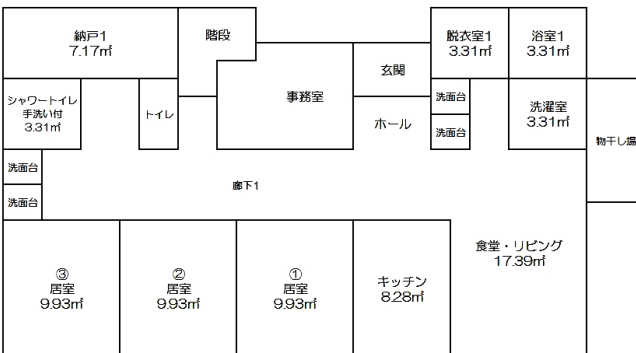 納戸1
7.17㎡
階段
脱衣室1
3.31㎡
浴室1
3.31㎡
玄関
事務室
シャワートイレ
手洗い付
3.31㎡
トイレ
ホール
洗面台
洗面台
洗濯室
3.31㎡
物干し場
洗面台
洗面台
廊下1
食堂・リビング
17.39㎡
③
居室
9.93㎡
②
居室
9.93㎡
①
居室
9.93㎡
キッチン
8.28㎡